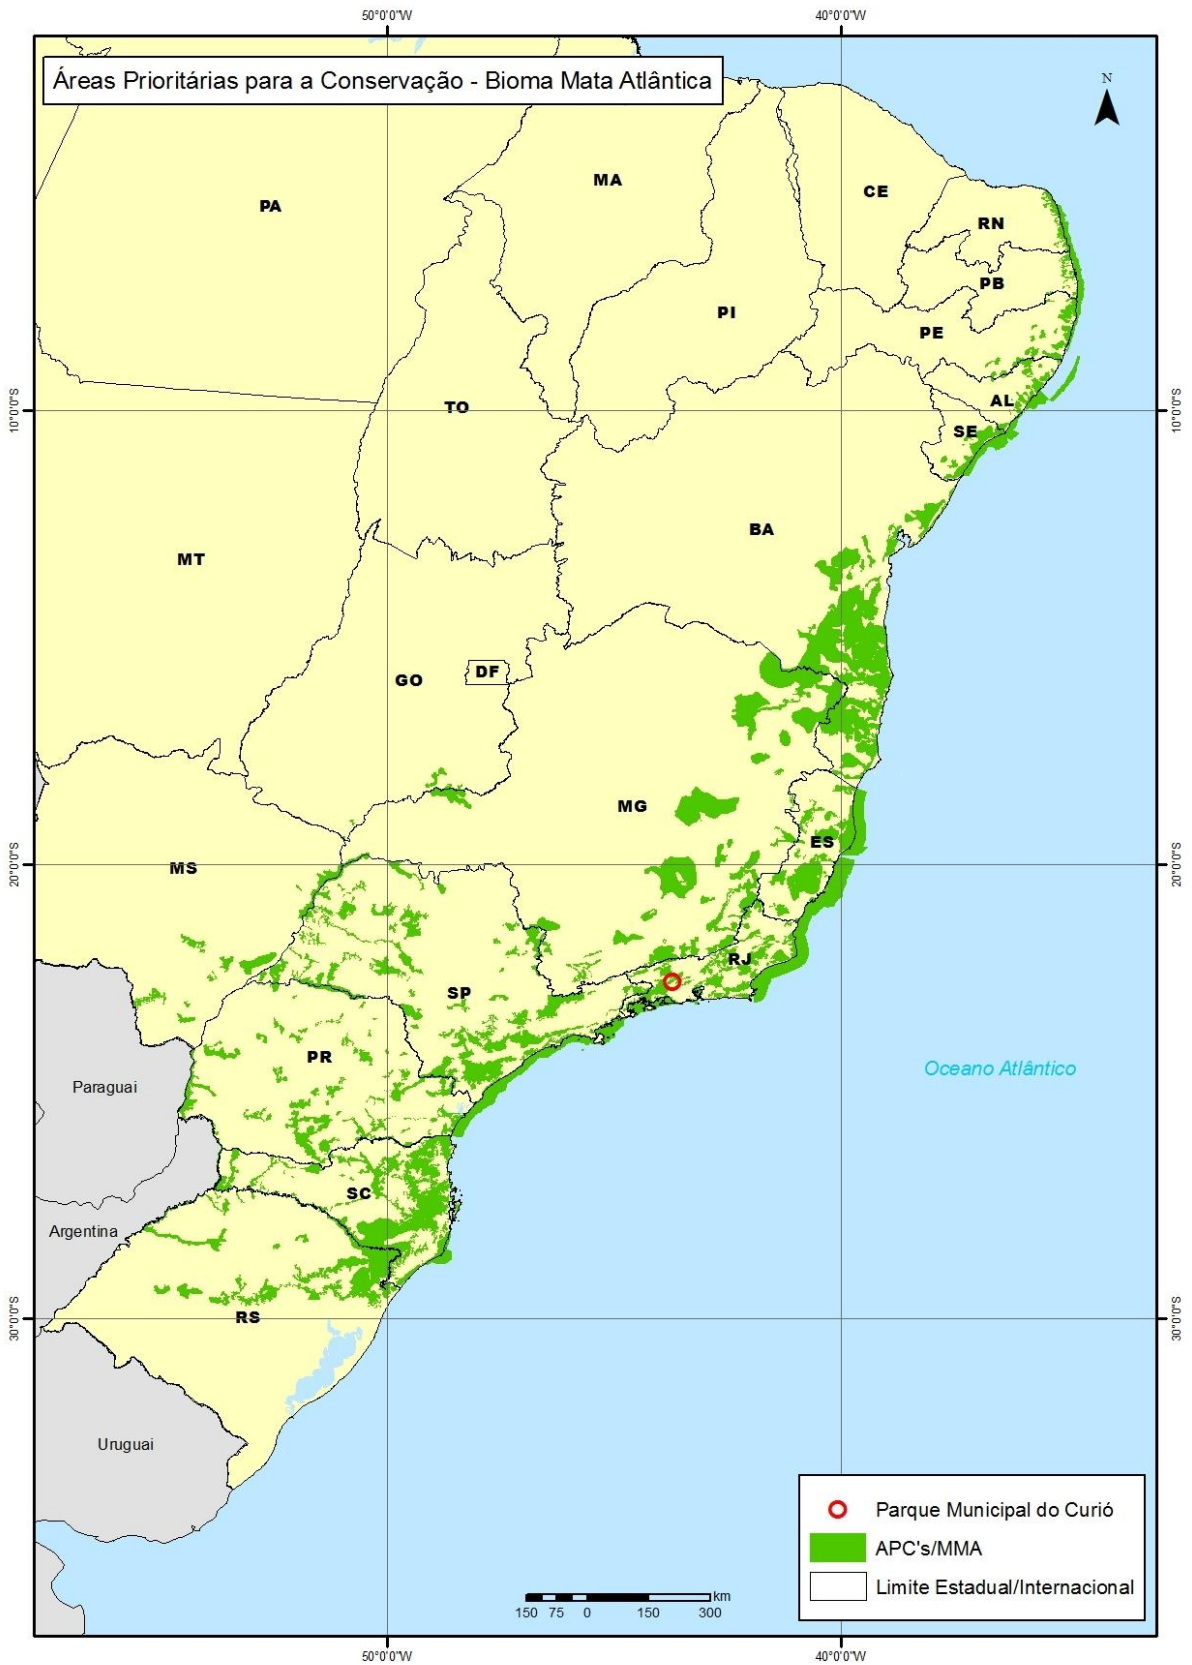 50°0'0"W 40°0'0"W
Áreas Prioritárias para a Conservação - Bioma Mata Atlântica
N
MA
CE
PA
RN
PB
PI
PE
AL
TO
10°0'0"S 10°0'0"S
SE
BA
MT
DF
GO
MG
ES
20°0'0"S 20°0'0"S
MS
RJ
SP
PR
Oceano Atlântico
Paraguai
SC
Argentina
RS
30°0'0"S 30°0'0"S
Uruguai
Parque Municipal do Curió
APC's/MMA
Limite Estadual/Internacional
km
150 75 0 150 300
50°0'0"W 40°0'0"W